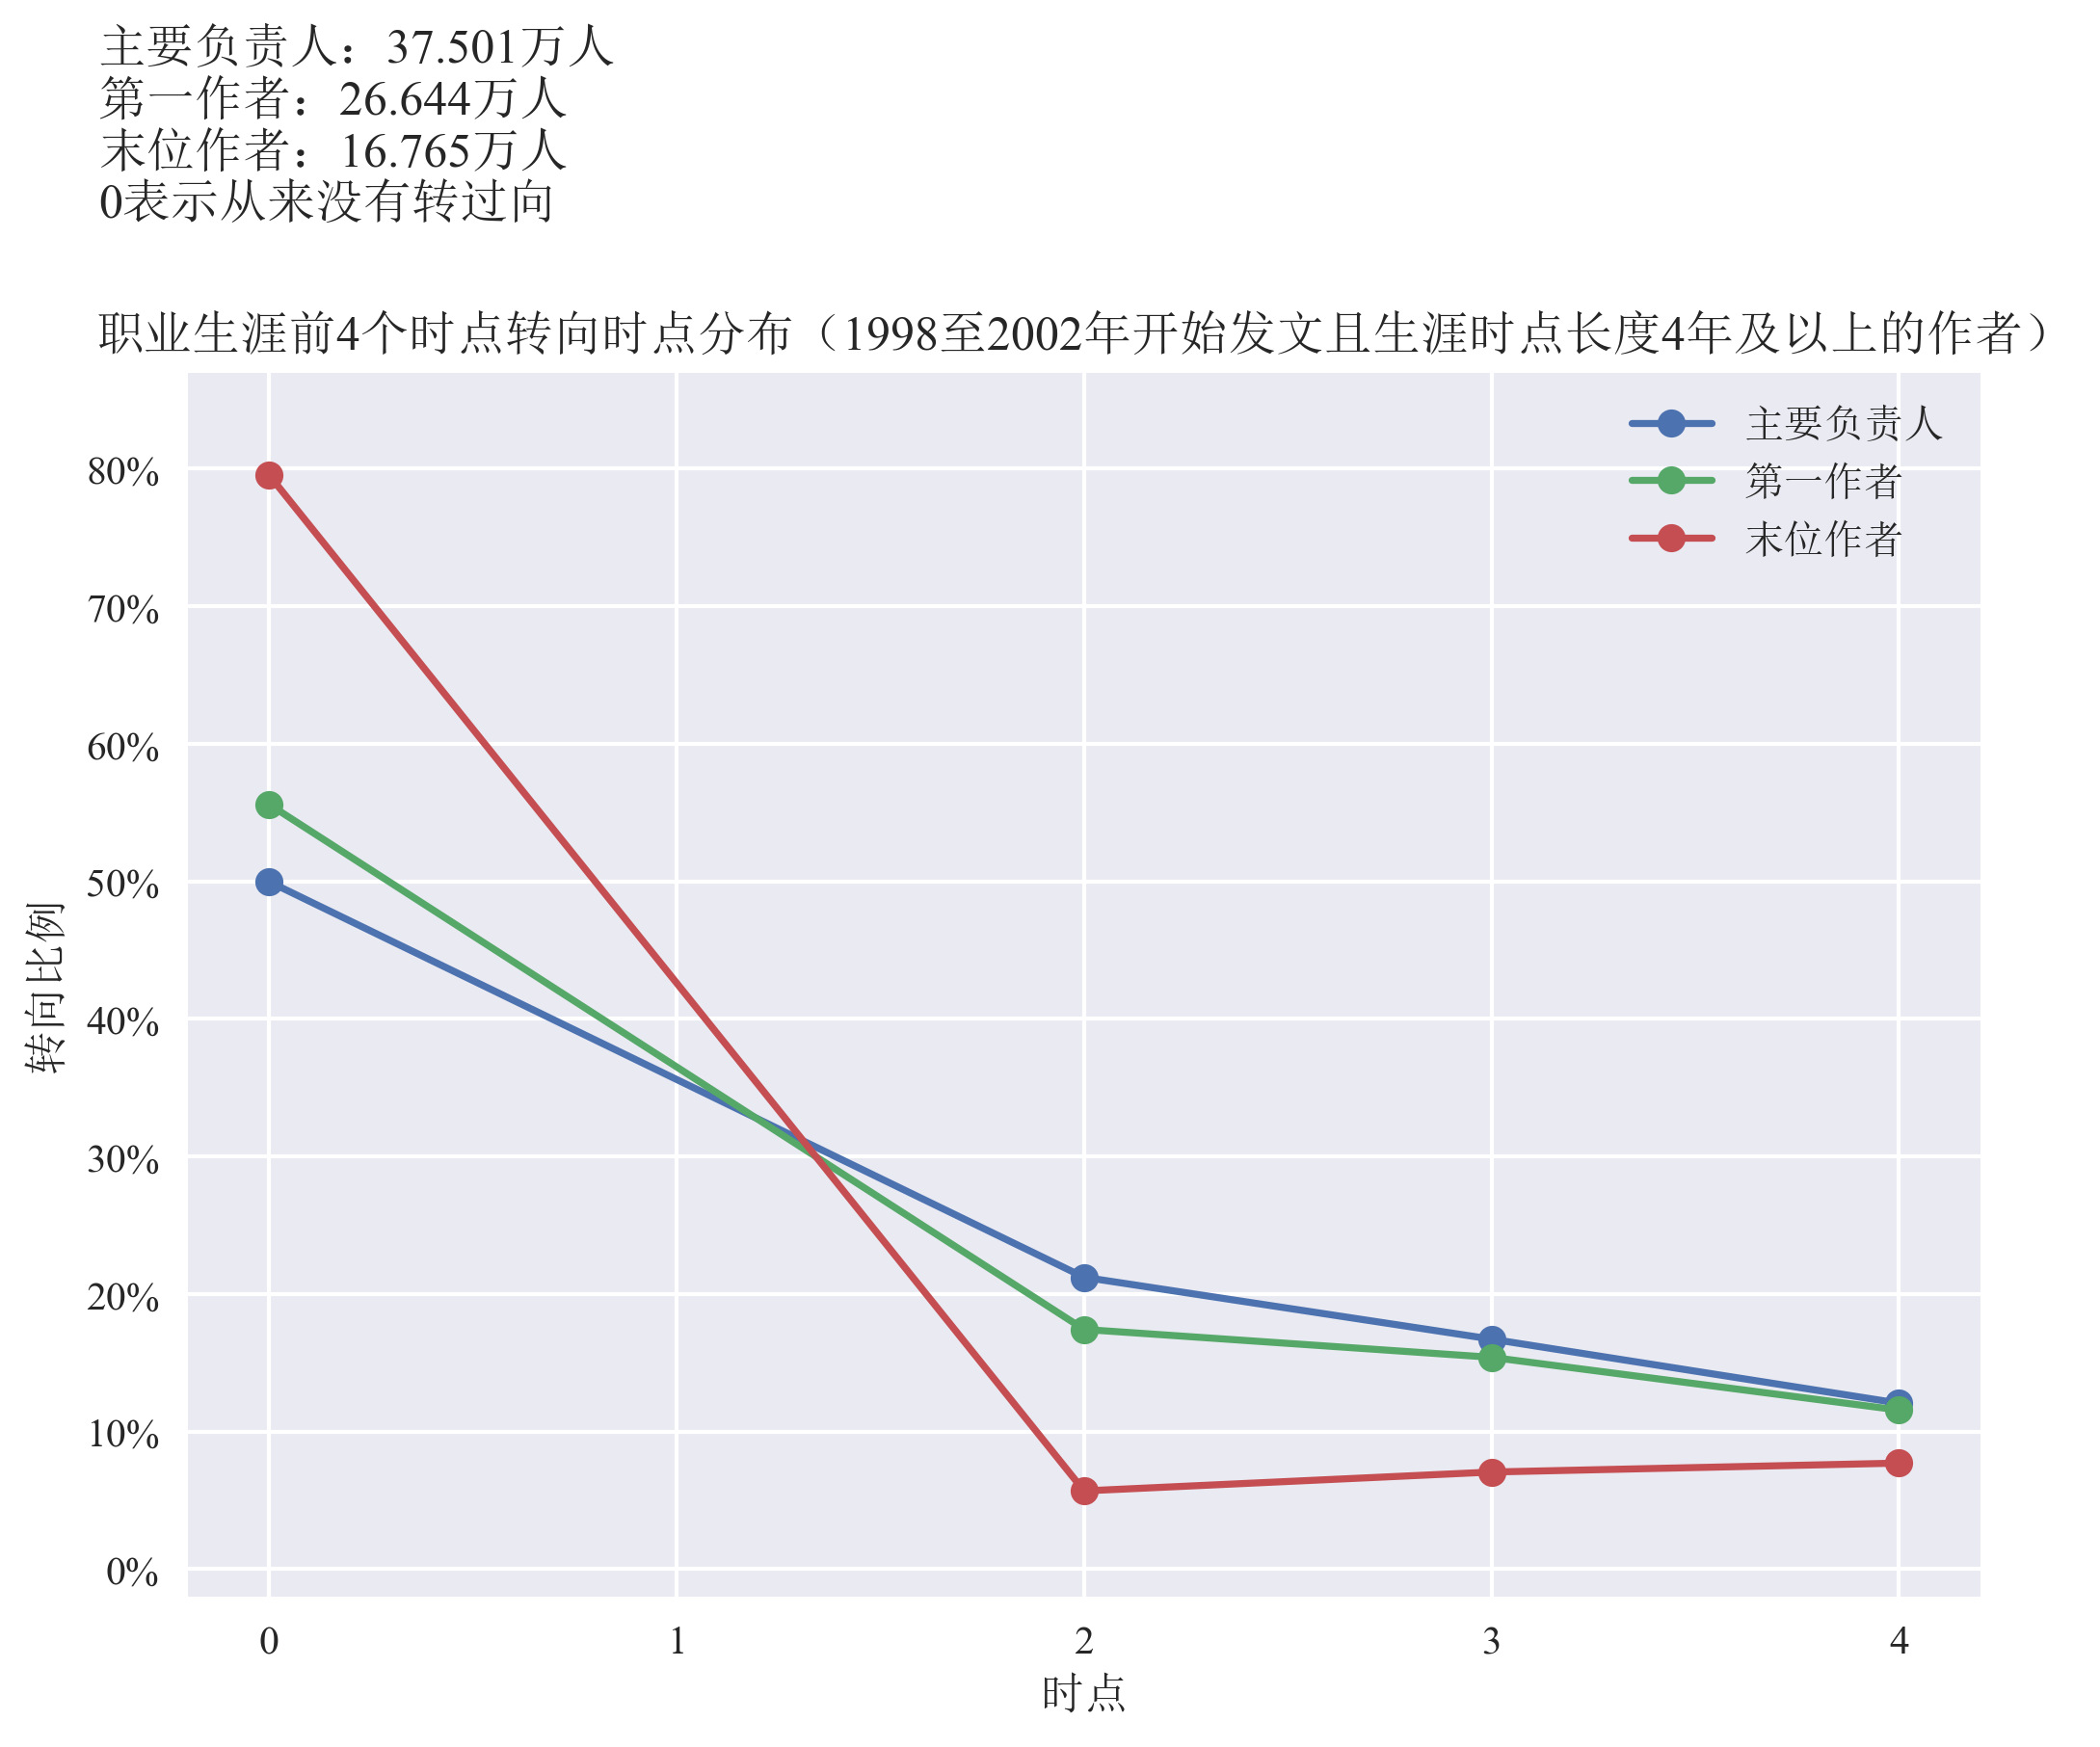 主要负责人：37.501万人
第一作者：26.644万人
末位作者：16.765万人
0表示从来没有转过向
职业生涯前4个时点转向时点分布（1998至2002年开始发文且生涯时点长度4年及以上的作者）
主要负责人
第一作者
末位作者
80%
70%
60%
50%
40%
30%
20%
10%
0%
转向比例
0 1 2 3 4
时点